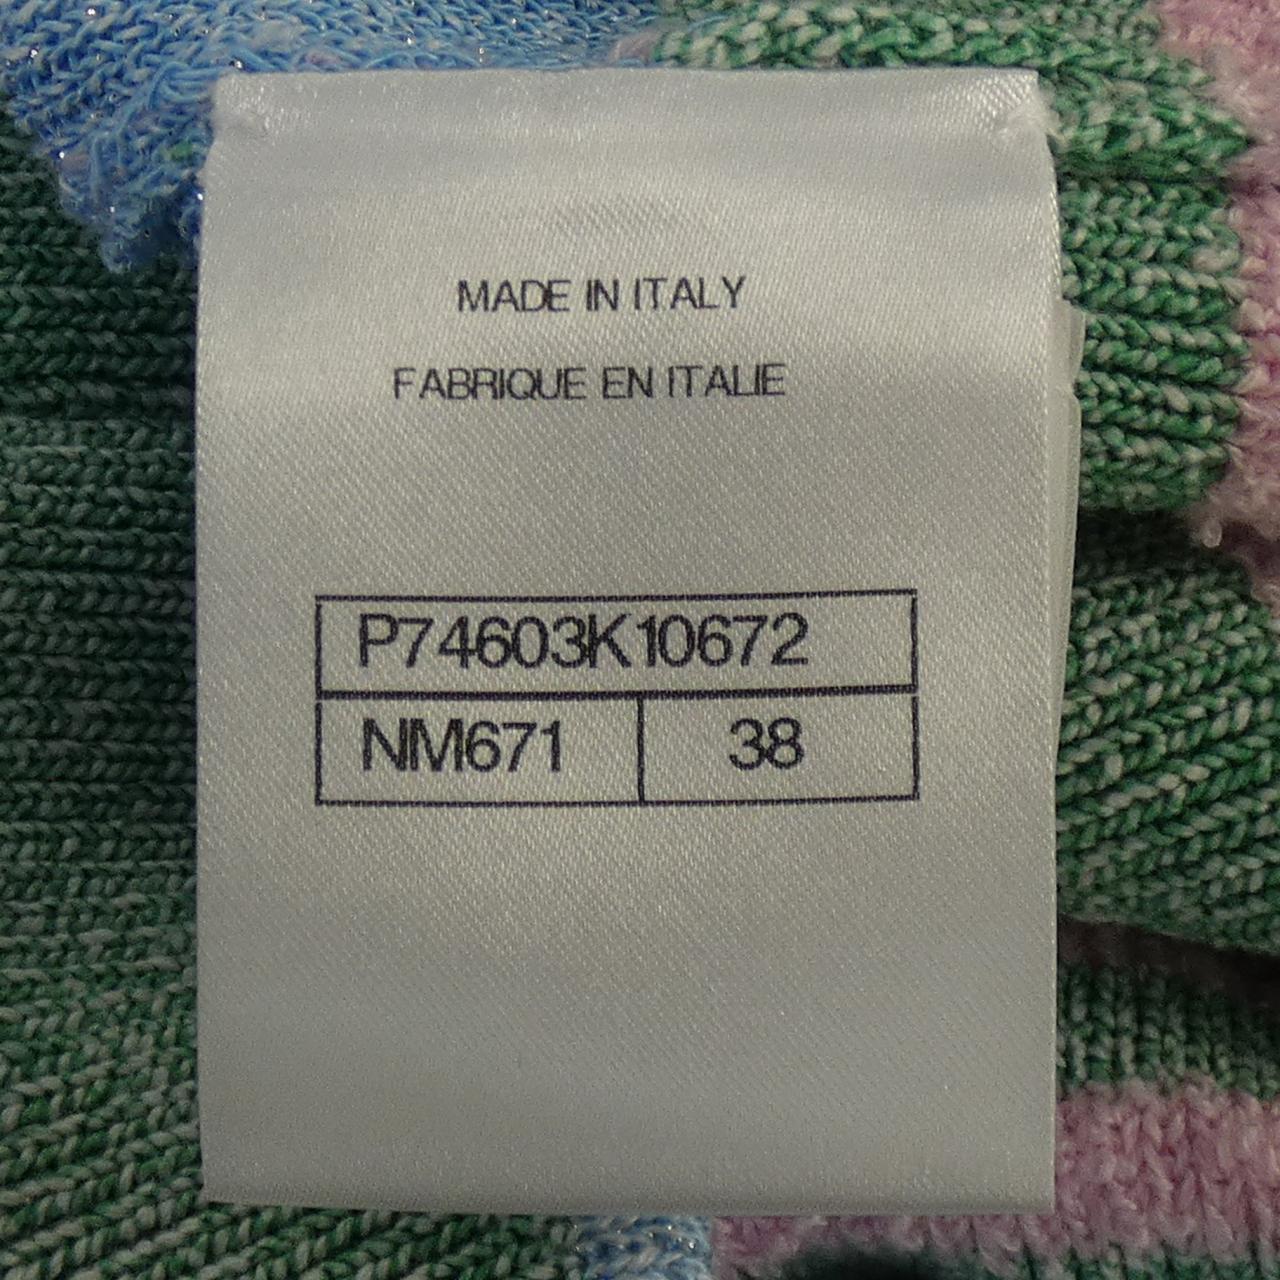 MADE IN ITALY
FABRIQUE EN ITALIE
P74603K10672
NM671 38